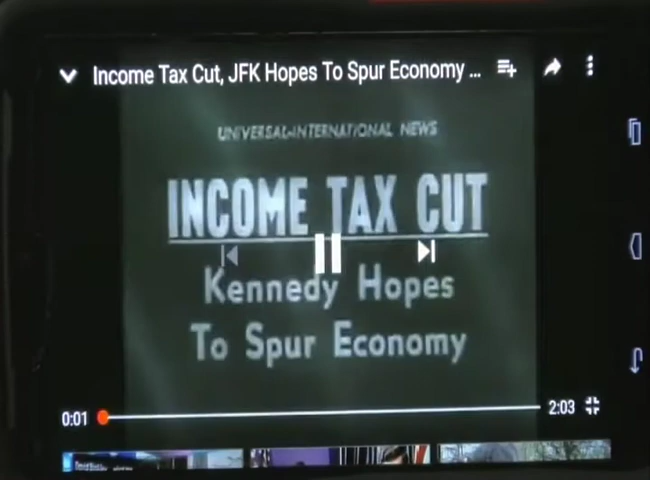 Income Tax Cut, JFK Hopes To Spur Economy ...
UNIVERSAL-INTERNATIONAL NEWS
INCOME TAX CUT
Kennedy Hopes
To Spur Economy
0:01
2:03